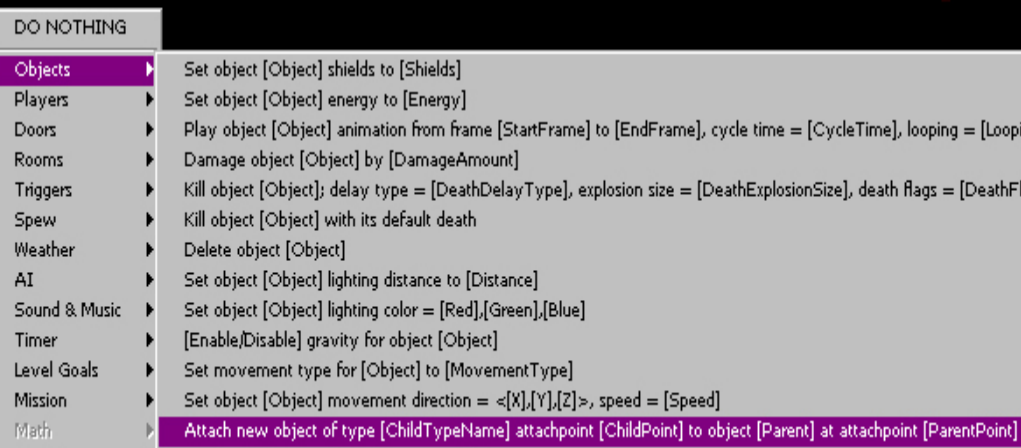 DO NOTHING
Objects
Players
Doors
Rooms
Triggers
Spew
Weather
AI
Sound & Music
Timer
Level Goals
Mission
Math
Set object [Object] shields to [Shields]
Set object [Object] energy to [Energy]
Play object [Object] animation from frame [StartFrame] to [EndFrame], cycle time = [CycleTime], looping = [Loopi
Damage object [Object] by [DamageAmount]
Kill object [Object]; delay type = [DeathDelayType], explosion size = [DeathExplosionSize], death flags = [DeathFl
Kill object [Object] with its default death
Delete object [Object]
Set object [Object] lighting distance to [Distance]
Set object [Object] lighting color = [Red],[Green],[Blue]
[Enable/Disable] gravity for object [Object]
Set movement type for [Object] to [MovementType]
Set object [Object] movement direction = <[X],[Y],[Z]>, speed = [Speed]
Attach new object of type [ChildTypeName] attachpoint [ChildPoint] to object [Parent] at attachpoint [ParentPoint]